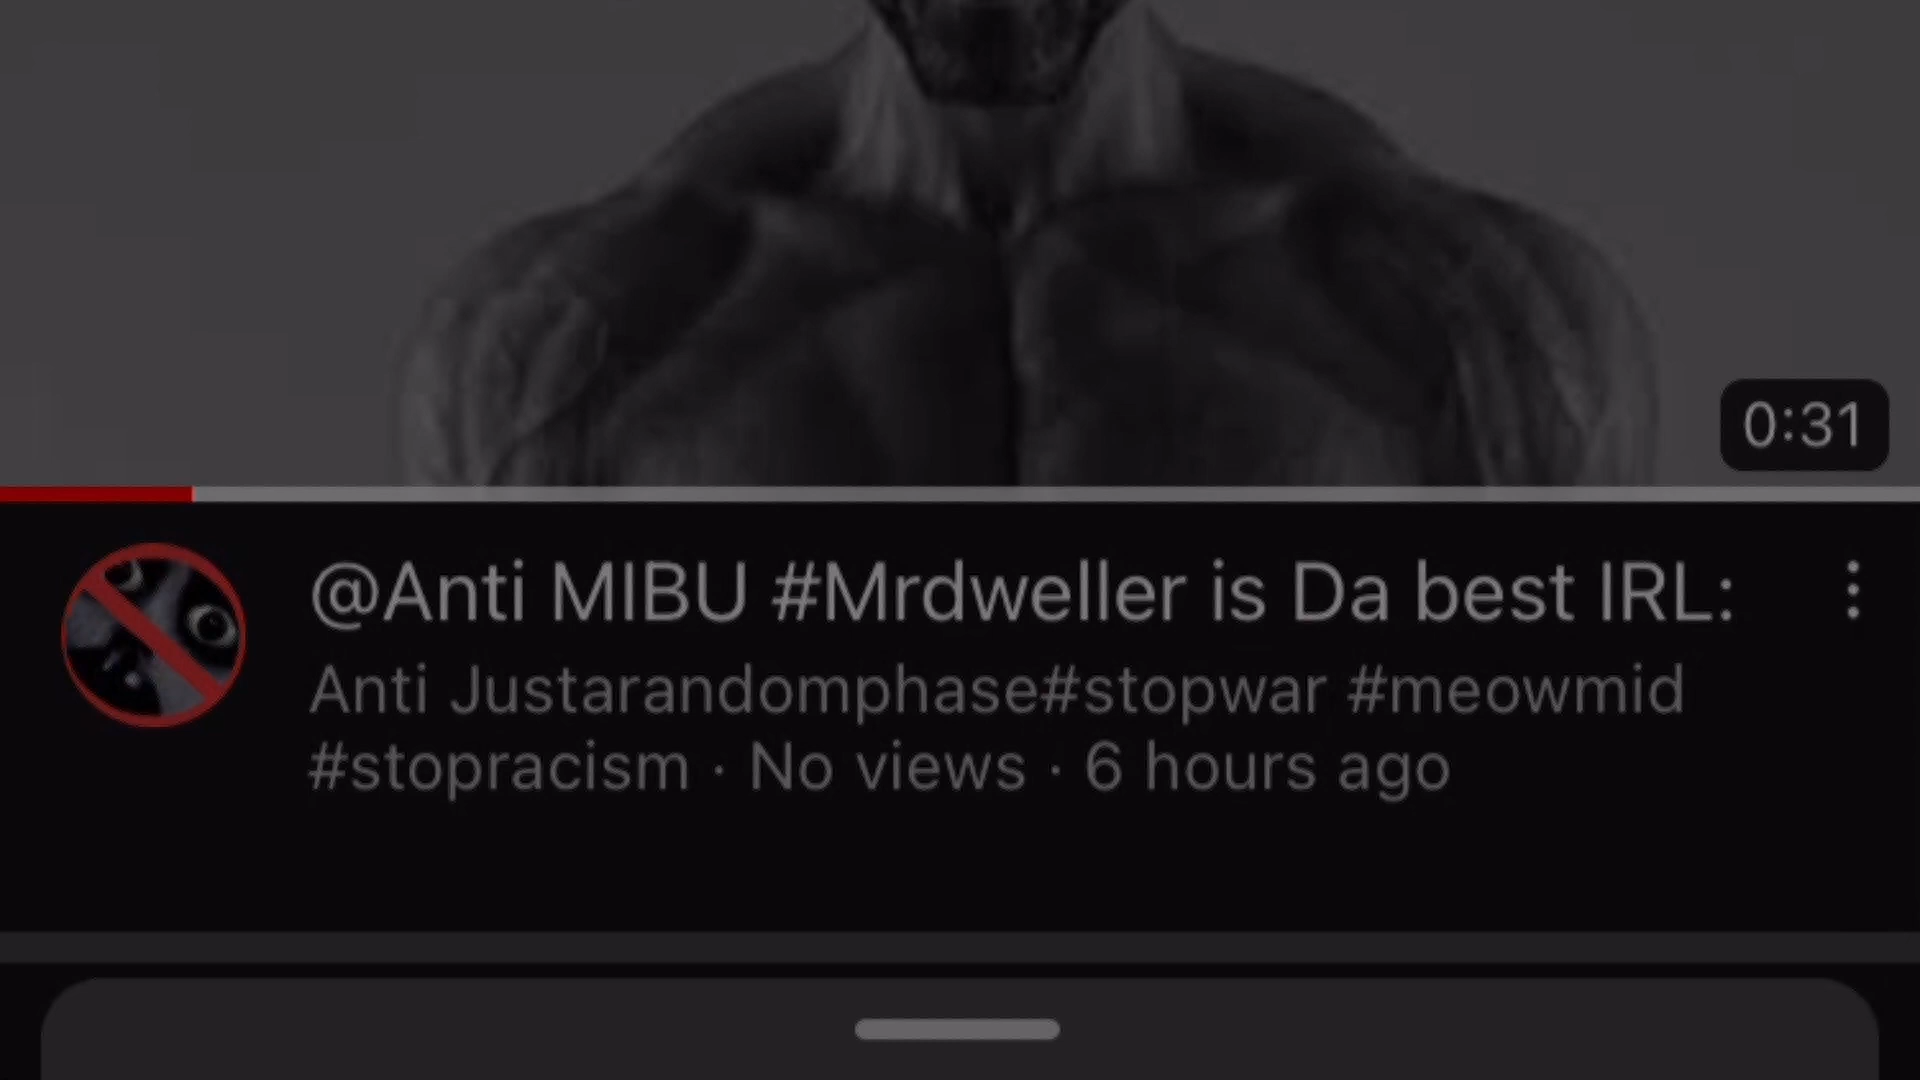 0:31
@Anti MIBU #Mrdweller is Da best IRL:
Anti Justarandomphase#stopwar #meowmid
#stopracism · No views · 6 hours ago